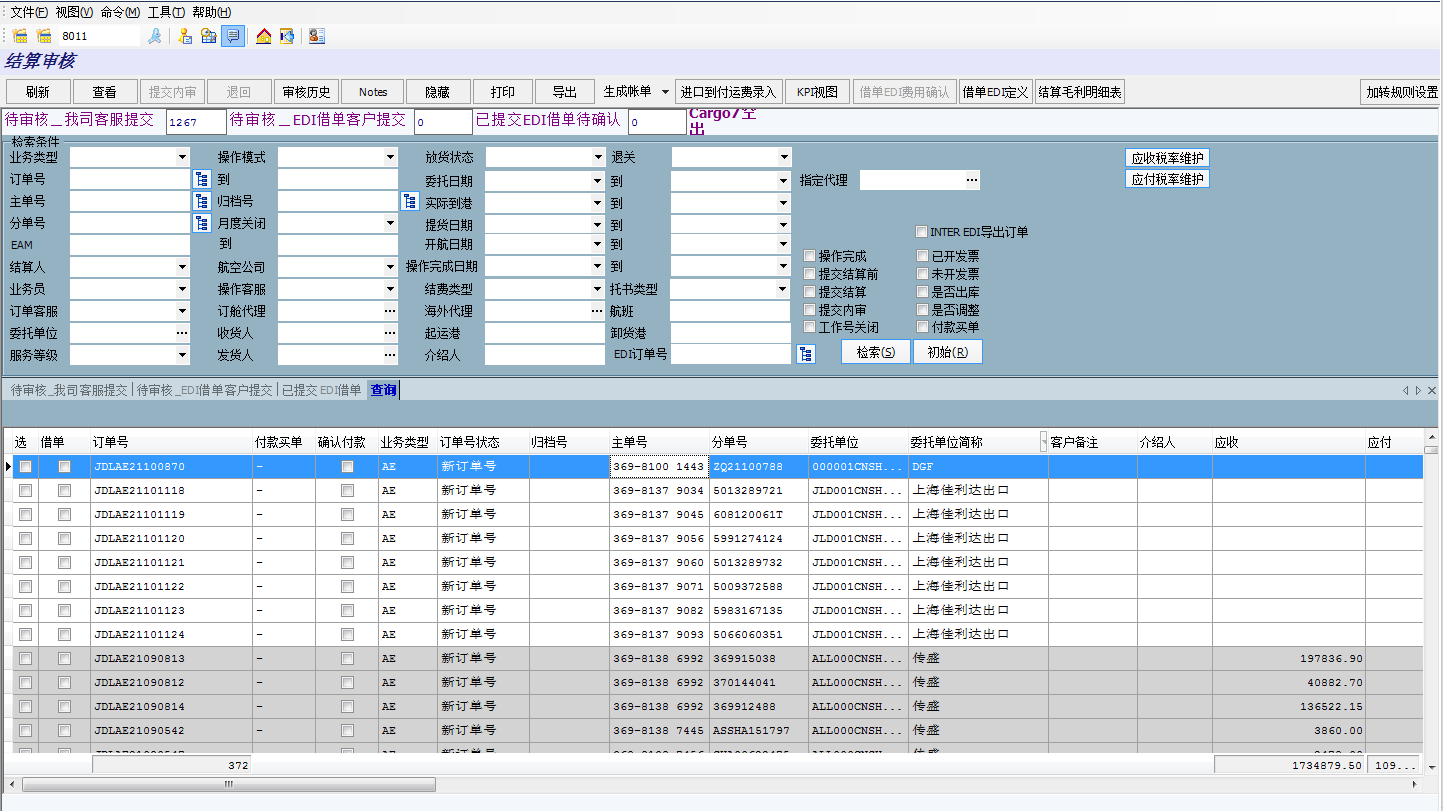 文件(F) 视图(V) 命令(M) 工具(T) 帮助(H)
8011
结算审核
刷新 查看 提交内审 退回 审核历史 Notes 隐藏 打印 导出 生成帐单 进口到付运费录入 KPI视图 借单EDI费用确认 借单EDI定义 结算毛利明细表 加转规则设置
待审核__我司客服提交 1267 待审核__EDI借单客户提交 0 已提交EDI借单待确认 0 Cargo7空出
检索条件
业务类型 操作模式 放货状态 退关 应收税率维护
订单号 到 委托日期 到 指定代理 ... 应付税率维护
主单号 归档号 实际到港 到
分单号 月度关闭 提货日期 到 INTER EDI导出订单
EAM 到 开航日期 到
结算人 航空公司 操作完成日期 到 操作完成 已开发票
业务员 操作客服 结费类型 托书类型 提交结算前 未开发票
订单客服 订舱代理 ... 海外代理 ... 航班 提交结算 是否出库
委托单位 ... 收货人 ... 起运港 卸货港 提交内审 是否调整
服务等级 发货人 ... 介绍人 EDI订单号 工作号关闭 付款买单
检索(S) 初始(R)
待审核_我司客服提交 待审核_EDI借单客户提交 已提交EDI借单 查询
选 借单 订单号 付款买单 确认付款 业务类型 订单号状态 归档号 主单号 分单号 委托单位 委托单位简称 客户备注 介绍人 应收 应付
JDLAE21100870 - AE 新订单号 369-8100 1443 ZQ21100788 000001CNSH... DGF
JDLAE21101118 - AE 新订单号 369-8137 9034 5013289721 JLD001CNSH... 上海佳利达出口
JDLAE21101119 - AE 新订单号 369-8137 9045 608120061T JLD001CNSH... 上海佳利达出口
JDLAE21101120 - AE 新订单号 369-8137 9056 5991274124 JLD001CNSH... 上海佳利达出口
JDLAE21101121 - AE 新订单号 369-8137 9060 5013289732 JLD001CNSH... 上海佳利达出口
JDLAE21101122 - AE 新订单号 369-8137 9071 5009372588 JLD001CNSH... 上海佳利达出口
JDLAE21101123 - AE 新订单号 369-8137 9082 5983167135 JLD001CNSH... 上海佳利达出口
JDLAE21101124 - AE 新订单号 369-8137 9093 5066060351 JLD001CNSH... 上海佳利达出口
JDLAE21090813 - AE 新订单号 369-8138 6992 369915038 ALL000CNSH... 传盛 197836.90
JDLAE21090812 - AE 新订单号 369-8138 6992 370144041 ALL000CNSH... 传盛 40882.70
JDLAE21090814 - AE 新订单号 369-8138 6992 369912488 ALL000CNSH... 传盛 136522.15
JDLAE21090542 - AE 新订单号 369-8138 7445 ASSHA151797 ALL000CNSH... 传盛 3860.00
372 1734879.50 109...